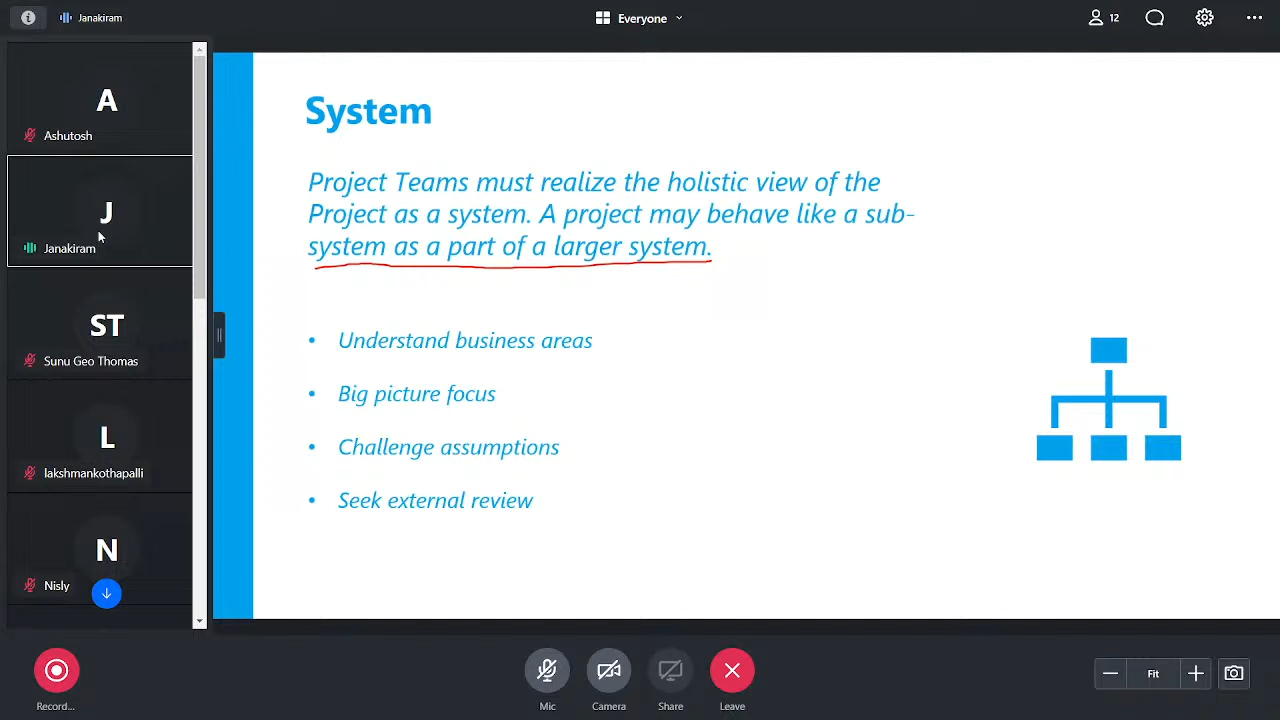 Janakiram
Everyone
12
A
Ashutosh
J
Janakiram
ST
Sunu Geo Thomas
L
lakshmankothapalli
N
Nisly
System
Project Teams must realize the holistic view of the
Project as a system. A project may behave like a sub-
system as a part of a larger system.
• Understand business areas
• Big picture focus
• Challenge assumptions
• Seek external review
Record...
Mic
Camera
Share
Leave
Fit